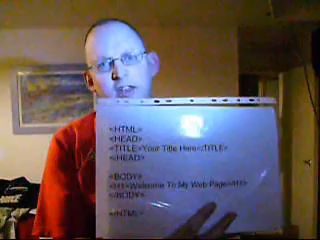 <HTML>
<HEAD>
<TITLE>Your Title Here</TITLE>
</HEAD>
<BODY>
<H1>Welcome To My Web Page</H1>
</BODY>
</HTML>